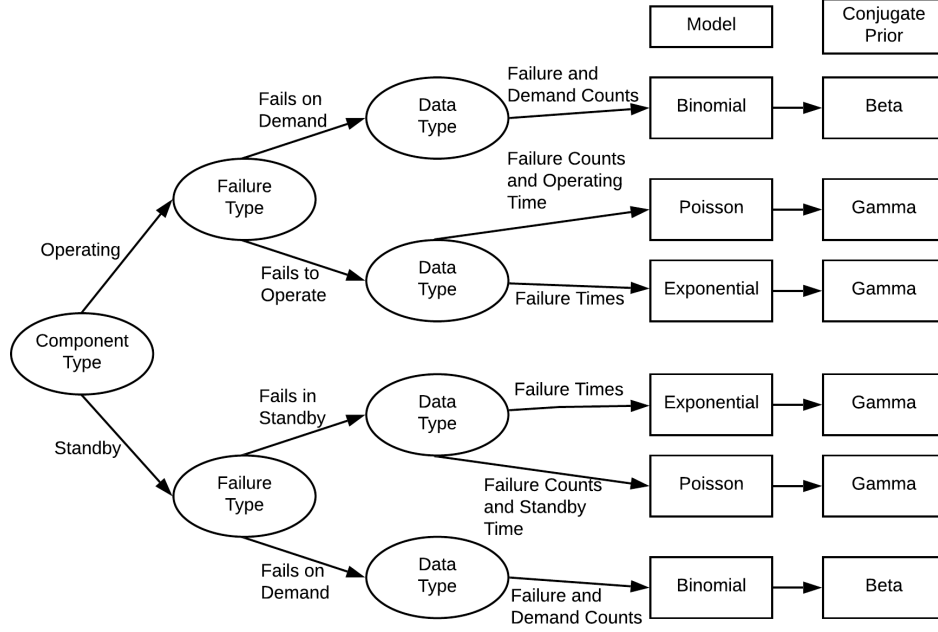 Model
Conjugate
Prior
Failure and
Demand Counts
Fails on
Demand
Data
Type
Binomial
Beta
Failure Counts
and Operating
Time
Failure
Type
Poisson
Gamma
Operating
Fails to
Operate
Data
Type
Failure Times
Exponential
Gamma
Component
Type
Fails in
Standby
Data
Type
Failure Times
Exponential
Gamma
Standby
Failure
Type
Failure Counts
and Standby
Time
Poisson
Gamma
Fails on
Demand
Data
Type
Failure and
Demand Counts
Binomial
Beta